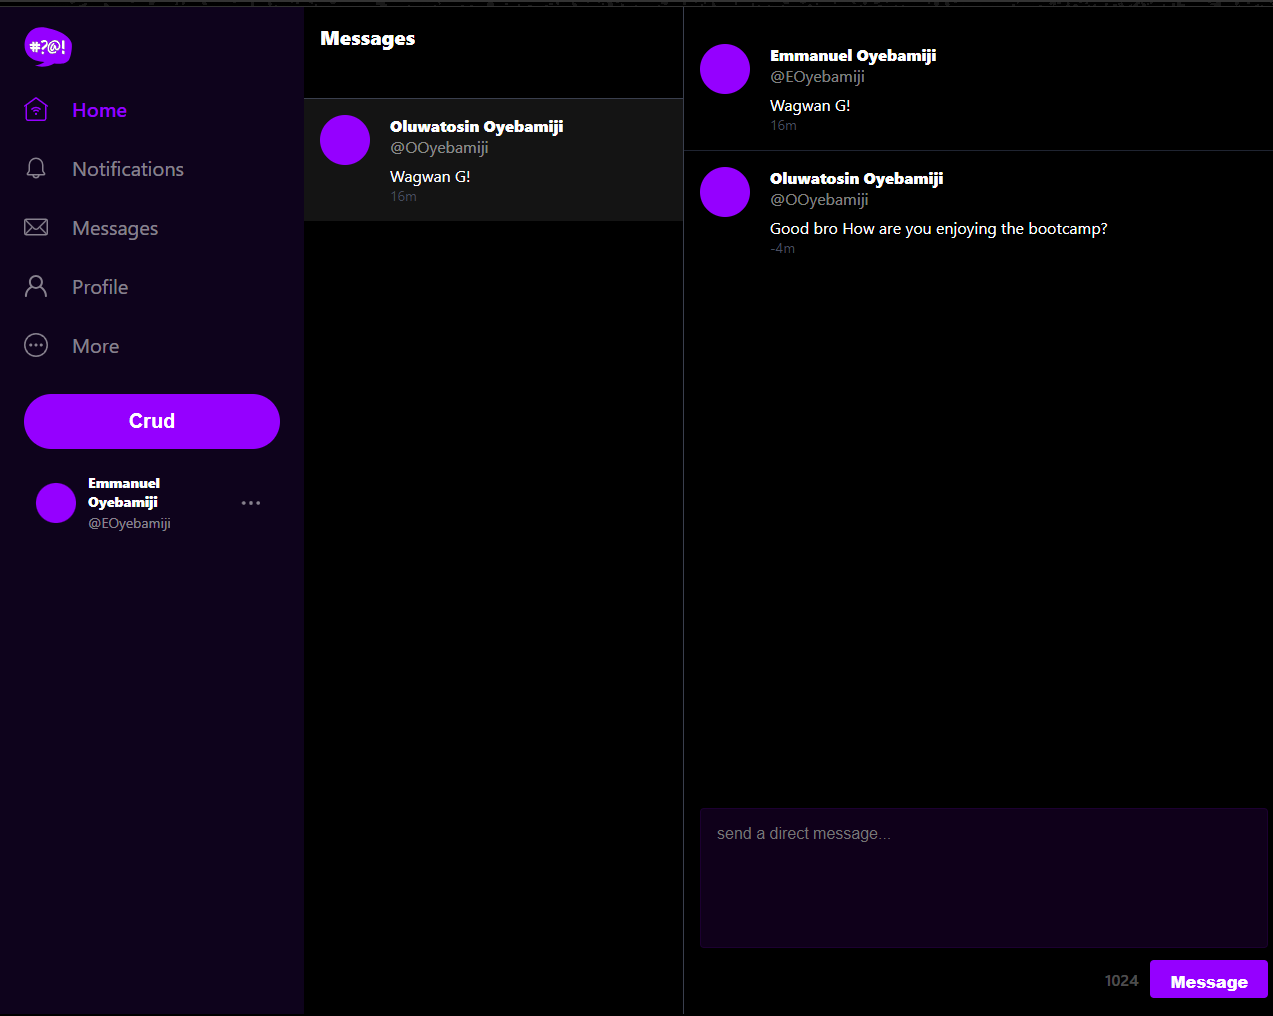 #?@!
Home
Notifications
Messages
Profile
More
Crud
Emmanuel
Oyebamiji
@EOyebamiji
Messages
Oluwatosin Oyebamiji
@OOyebamiji
Wagwan G!
16m
Emmanuel Oyebamiji
@EOyebamiji
Wagwan G!
16m
Oluwatosin Oyebamiji
@OOyebamiji
Good bro How are you enjoying the bootcamp?
-4m
send a direct message...
1024
Message